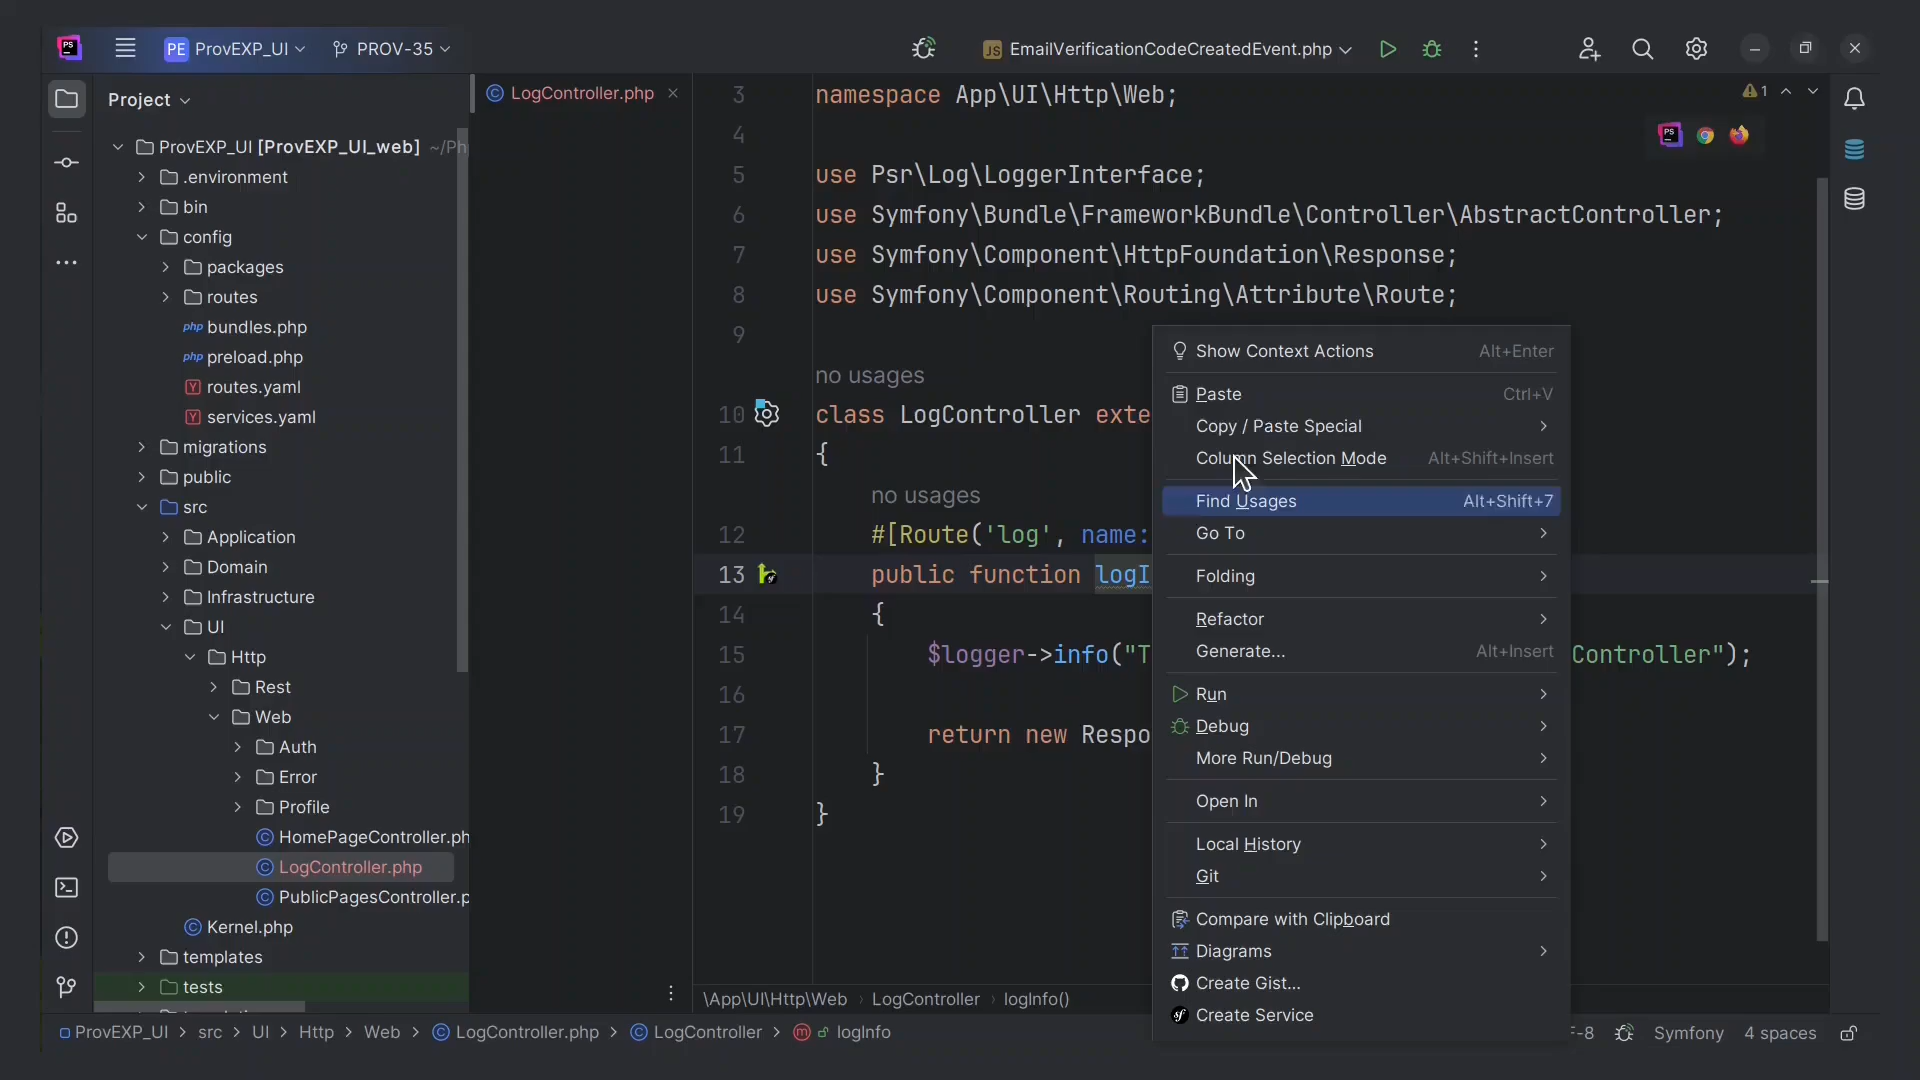 PS
PE ProvEXP_UI
PROV-35
JS EmailVerificationCodeCreatedEvent.php
Project
ProvEXP_UI [ProvEXP_UI_web] ~/Ph
.environment
bin
config
packages
routes
php bundles.php
php preload.php
Y routes.yaml
Y services.yaml
migrations
public
src
Application
Domain
Infrastructure
UI
Http
Rest
Web
Auth
Error
Profile
C HomePageController.ph
C LogController.php
C PublicPagesController.p
C Kernel.php
templates
tests
C LogController.php
1
PS
3 namespace App\UI\Http\Web;
4
5 use Psr\Log\LoggerInterface;
6 use Symfony\Bundle\FrameworkBundle\Controller\AbstractController;
7 use Symfony\Component\HttpFoundation\Response;
8 use Symfony\Component\Routing\Attribute\Route;
9
no usages
10 class LogController exte
11 {
no usages
12 #[Route('log', name:
13 public function logI
14 {
15 $logger->info("T Controller");
16
17 return new Respo
18 }
19 }
Show Context Actions Alt+Enter
Paste Ctrl+V
Copy / Paste Special
Column Selection Mode Alt+Shift+Insert
Find Usages Alt+Shift+7
Go To
Folding
Refactor
Generate... Alt+Insert
Run
Debug
More Run/Debug
Open In
Local History
Git
Compare with Clipboard
Diagrams
Create Gist...
Create Service
\App\UI\Http\Web › LogController › logInfo()
ProvEXP_UI > src > UI > Http > Web > C LogController.php > C LogController > m logInfo
F-8 Symfony 4 spaces